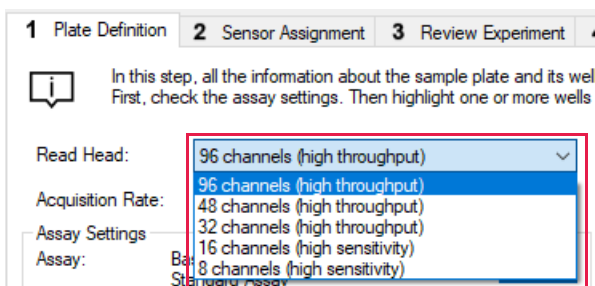 1 Plate Definition 2 Sensor Assignment 3 Review Experiment
In this step, all the information about the sample plate and its
First, check the assay settings. Then highlight one or more wells
Read Head: 96 channels (high throughput)
96 channels (high throughput)
Acquisition Rate: 48 channels (high throughput)
32 channels (high throughput)
Assay Settings
16 channels (high sensitivity)
Assay:
8 channels (high sensitivity)
Standard Assay